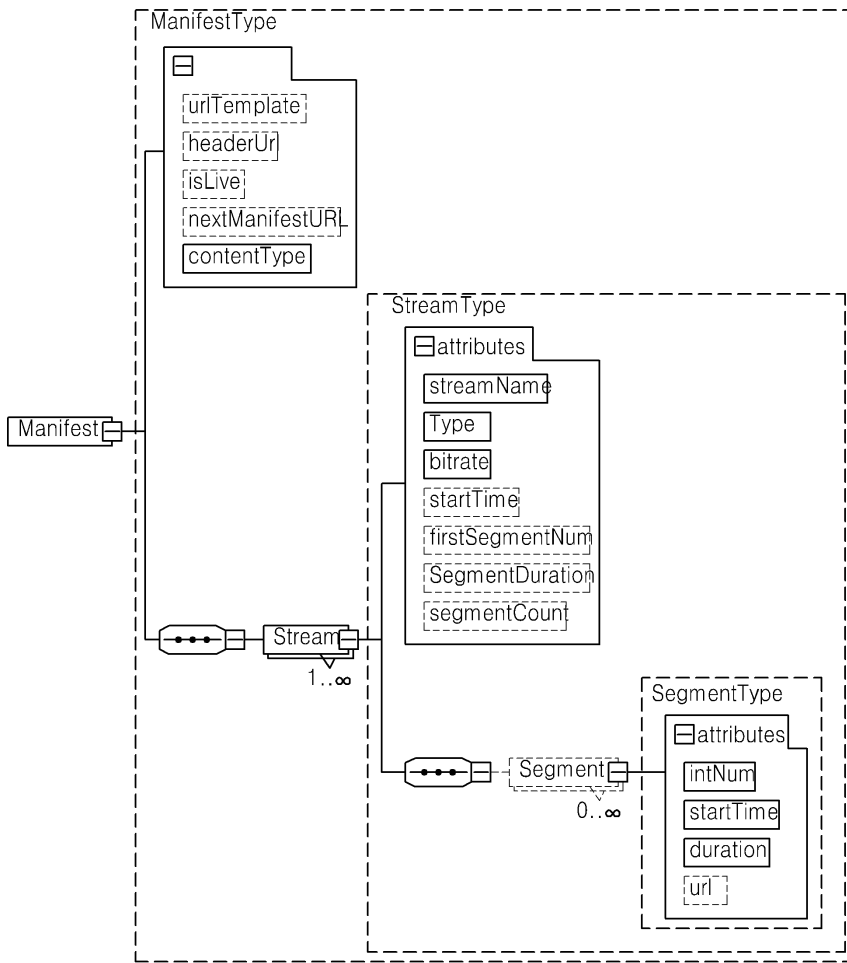 ManifestType
urlTemplate
headerUrl
isLive
nextManifestURL
contentType
StreamType
attributes
streamName
Type
bitrate
startTime
firstSegmentNum
SegmentDuration
segmentCount
Manifest
Stream
1..∞
SegmentType
attributes
intNum
startTime
duration
url
Segment
0..∞